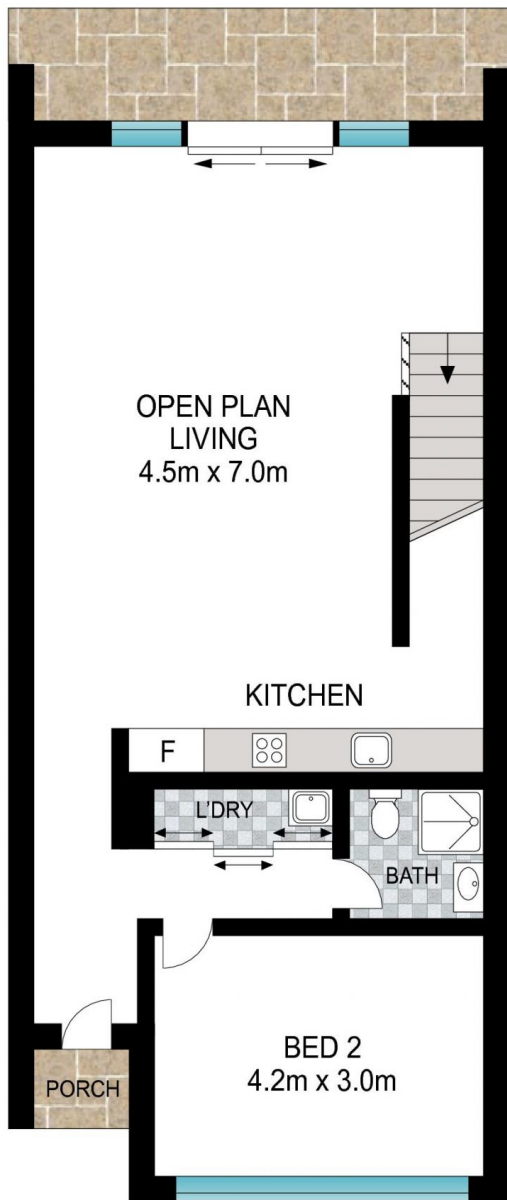 OPEN PLAN
LIVING
4.5m x 7.0m
KITCHEN
F
L'DRY
BATH
BED 2
4.2m x 3.0m
PORCH